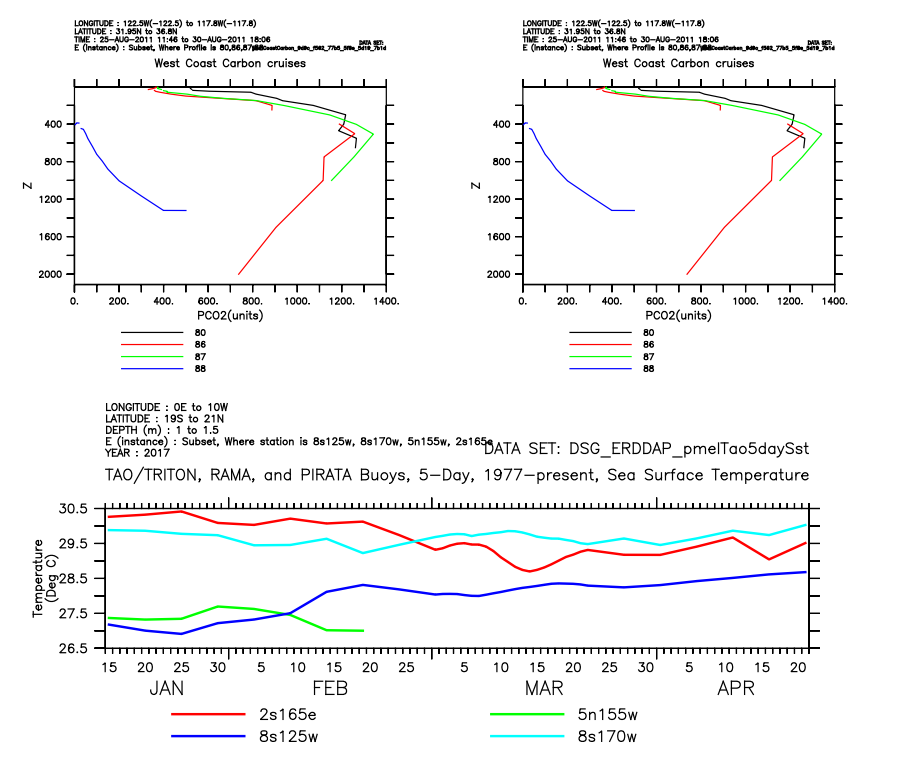 LONGITUDE : 122.5W(-122.5) to 117.8W(-117.8)
LATITUDE : 31.95N to 36.8N
TIME : 25-AUG-2011 11:46 to 30-AUG-2011 18:06
DATA SET:
E (instance) : Subset, Where Profile is 80,86,87,88
West Coast Carbon cruises
400
800
1200
1600
2000
Z
0. 200. 400. 600. 800. 1000. 1200. 1400.
PCO2(units)
80
86
87
88
LONGITUDE : 122.5W(-122.5) to 117.8W(-117.8)
LATITUDE : 31.95N to 36.8N
TIME : 25-AUG-2011 11:46 to 30-AUG-2011 18:06
DATA SET:
E (instance) : Subset, Where Profile is 80,86,87,88
West Coast Carbon cruises
400
800
1200
1600
2000
Z
0. 200. 400. 600. 800. 1000. 1200. 1400.
PCO2(units)
80
86
87
88
LONGITUDE : 0E to 10W
LATITUDE : 19S to 21N
DEPTH (m) : 1 to 1.5
E (instance) : Subset, Where station is 8s125w, 8s170w, 5n155w, 2s165e
YEAR : 2017
DATA SET: DSG_ERDDAP_pmelTao5daySst
TAO/TRITON, RAMA, and PIRATA Buoys, 5-Day, 1977-present, Sea Surface Temperature
30.5
29.5
28.5
27.5
26.5
Temperature
(Deg C)
15 20 25 30 5 10 15 20 25 5 10 15 20 25 30 5 10 15 20
JAN FEB MAR APR
2s165e 5n155w
8s125w 8s170w